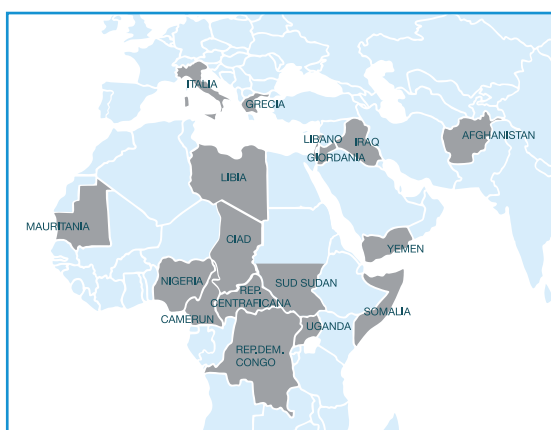 ITALIA
GRECIA
LIBANO
IRAQ
AFGHANISTAN
GIORDANIA
LIBIA
MAURITANIA
CIAD
YEMEN
NIGERIA
REP.
SUD SUDAN
CENTRAFICANA
SOMALIA
CAMERUN
UGANDA
REP.DEM.
CONGO